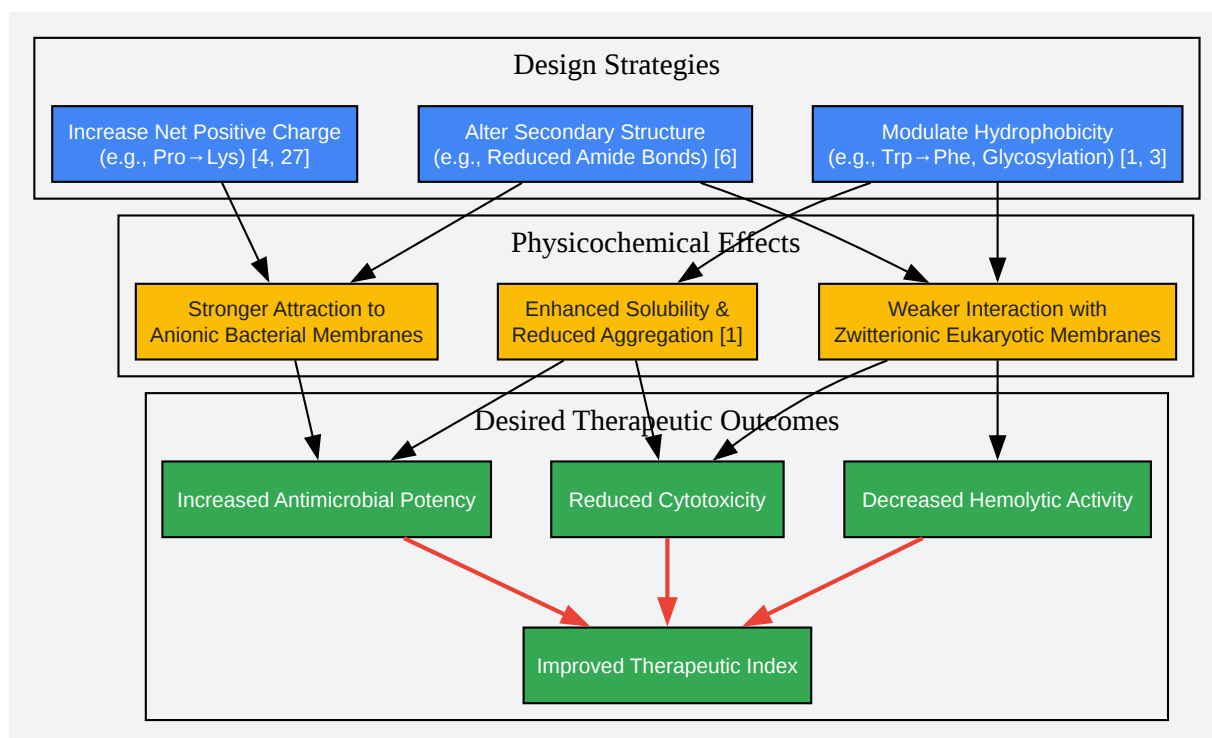 Design Strategies
Increase Net Positive Charge
(e.g., Pro→Lys) [4, 27]
Alter Secondary Structure
(e.g., Reduced Amide Bonds) [6]
Modulate Hydrophobicity
(e.g., Trp→Phe, Glycosylation) [1, 3]
Physicochemical Effects
Stronger Attraction to
Anionic Bacterial Membranes
Enhanced Solubility &
Reduced Aggregation [1]
Weaker Interaction with
Zwitterionic Eukaryotic Membranes
Desired Therapeutic Outcomes
Increased Antimicrobial Potency
Reduced Cytotoxicity
Decreased Hemolytic Activity
Improved Therapeutic Index